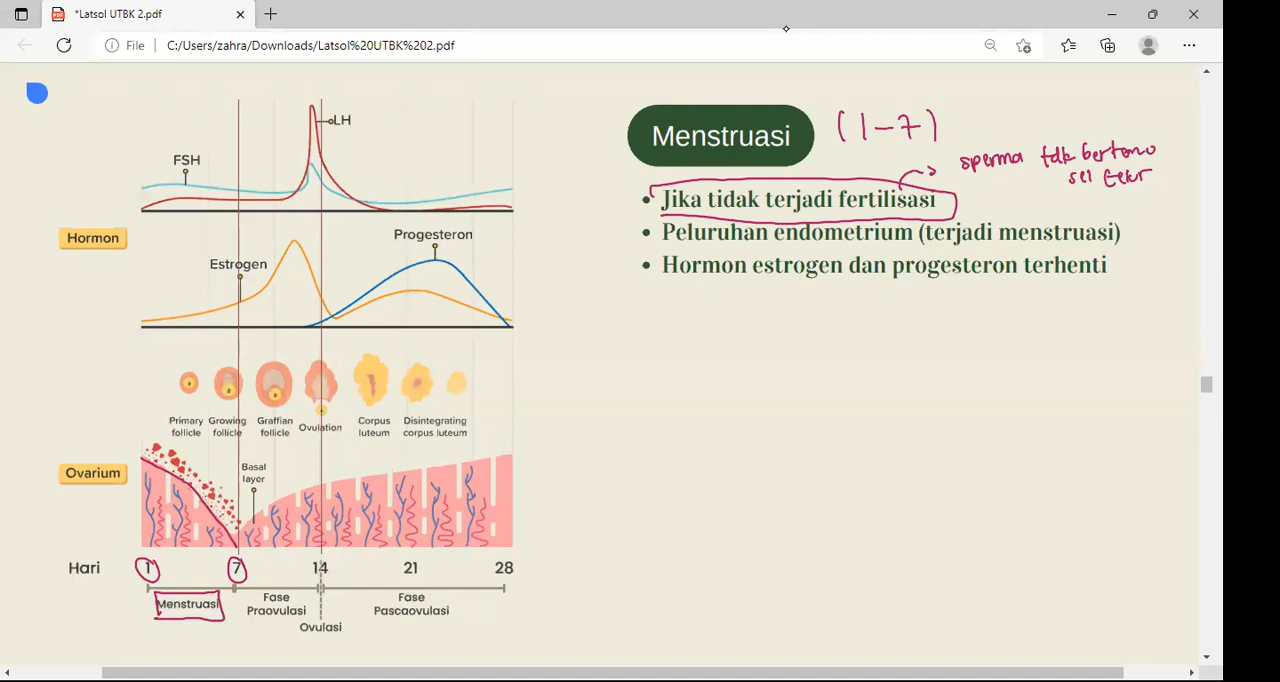 *Latsol UTBK 2.pdf
File
C:/Users/zahra/Downloads/Latsol%20UTBK%202.pdf
LH
FSH
Hormon
Progesteron
Estrogen
Primary follicle
Growing follicle
Graffian follicle
Ovulation
Corpus luteum
Disintegrating corpus luteum
Ovarium
Basal layer
Hari
1
7
14
21
28
Menstruasi
Fase Praovulasi
Fase Pascaovulasi
Ovulasi
Menstruasi
(1-7)
sperma tdk bertemu
sel telur
• Jika tidak terjadi fertilisasi
• Peluruhan endometrium (terjadi menstruasi)
• Hormon estrogen dan progesteron terhenti